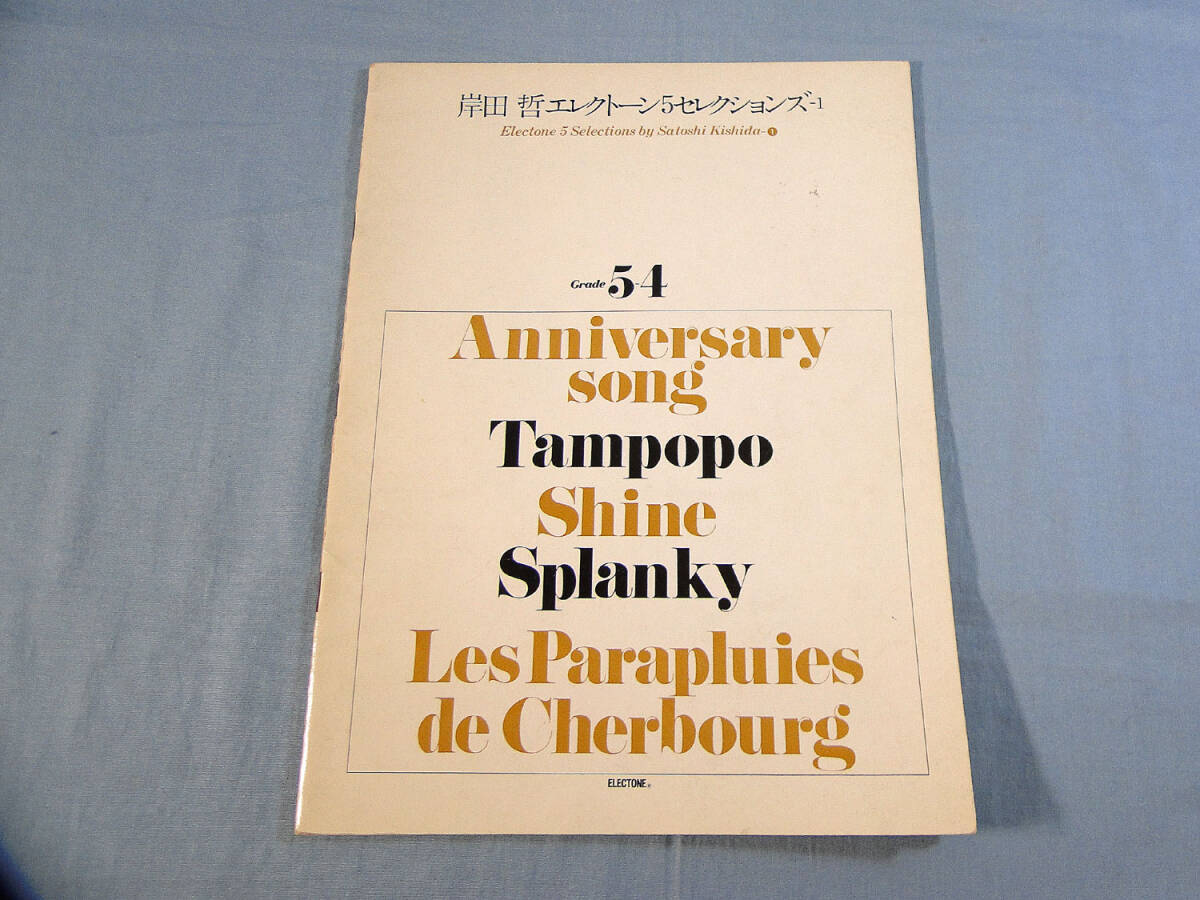 岸田 哲エレクトーン5セレクションズ-1
Electone 5 Selections by Satoshi Kishida-❶
Grade 5-4
Anniversary
song
Tampopo
Shine
Splanky
Les Parapluies
de Cherbourg
ELECTONE®